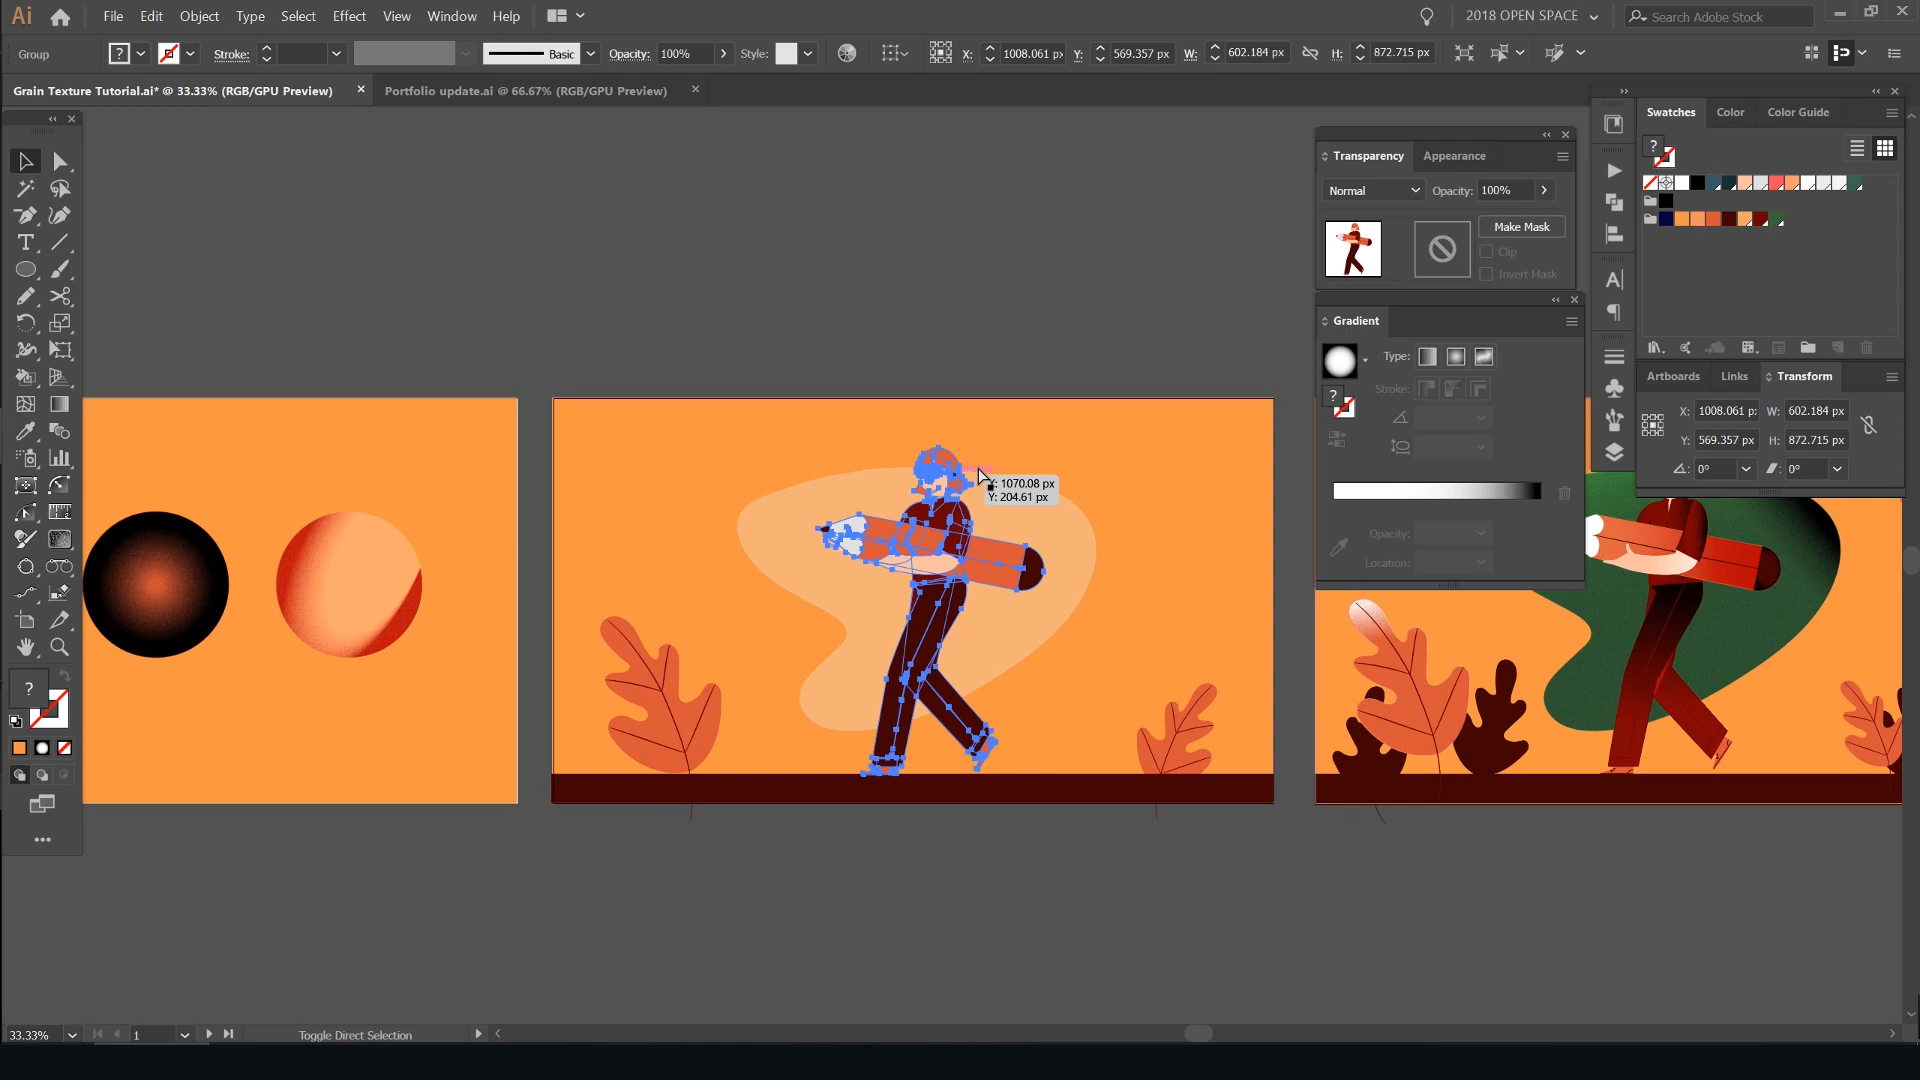 Ai File Edit Object Type Select Effect View Window Help 2018 OPEN SPACE Search Adobe Stock
Group ? Stroke: Basic Opacity: 100% Style: X: 1008.061 p Y: 569.357 px W: 602.184 px H: 872.715 px
Grain Texture Tutorial.ai* @ 33.33% (RGB/GPU Preview) Portfolio update.ai @ 66.67% (RGB/GPU Preview)
Swatches Color Color Guide
Transparency Appearance
Normal Opacity: 100%
Make Mask
Clip
Invert Mask
Gradient
Type:
Stroke:
Opacity:
Location:
Artboards Links Transform
X: 1008.061 p: W: 602.184 px
Y: 569.357 px H: 872.715 px
0° 0°
: 1070.08 px
Y: 204.61 px
?
33.33% 1 Toggle Direct Selection